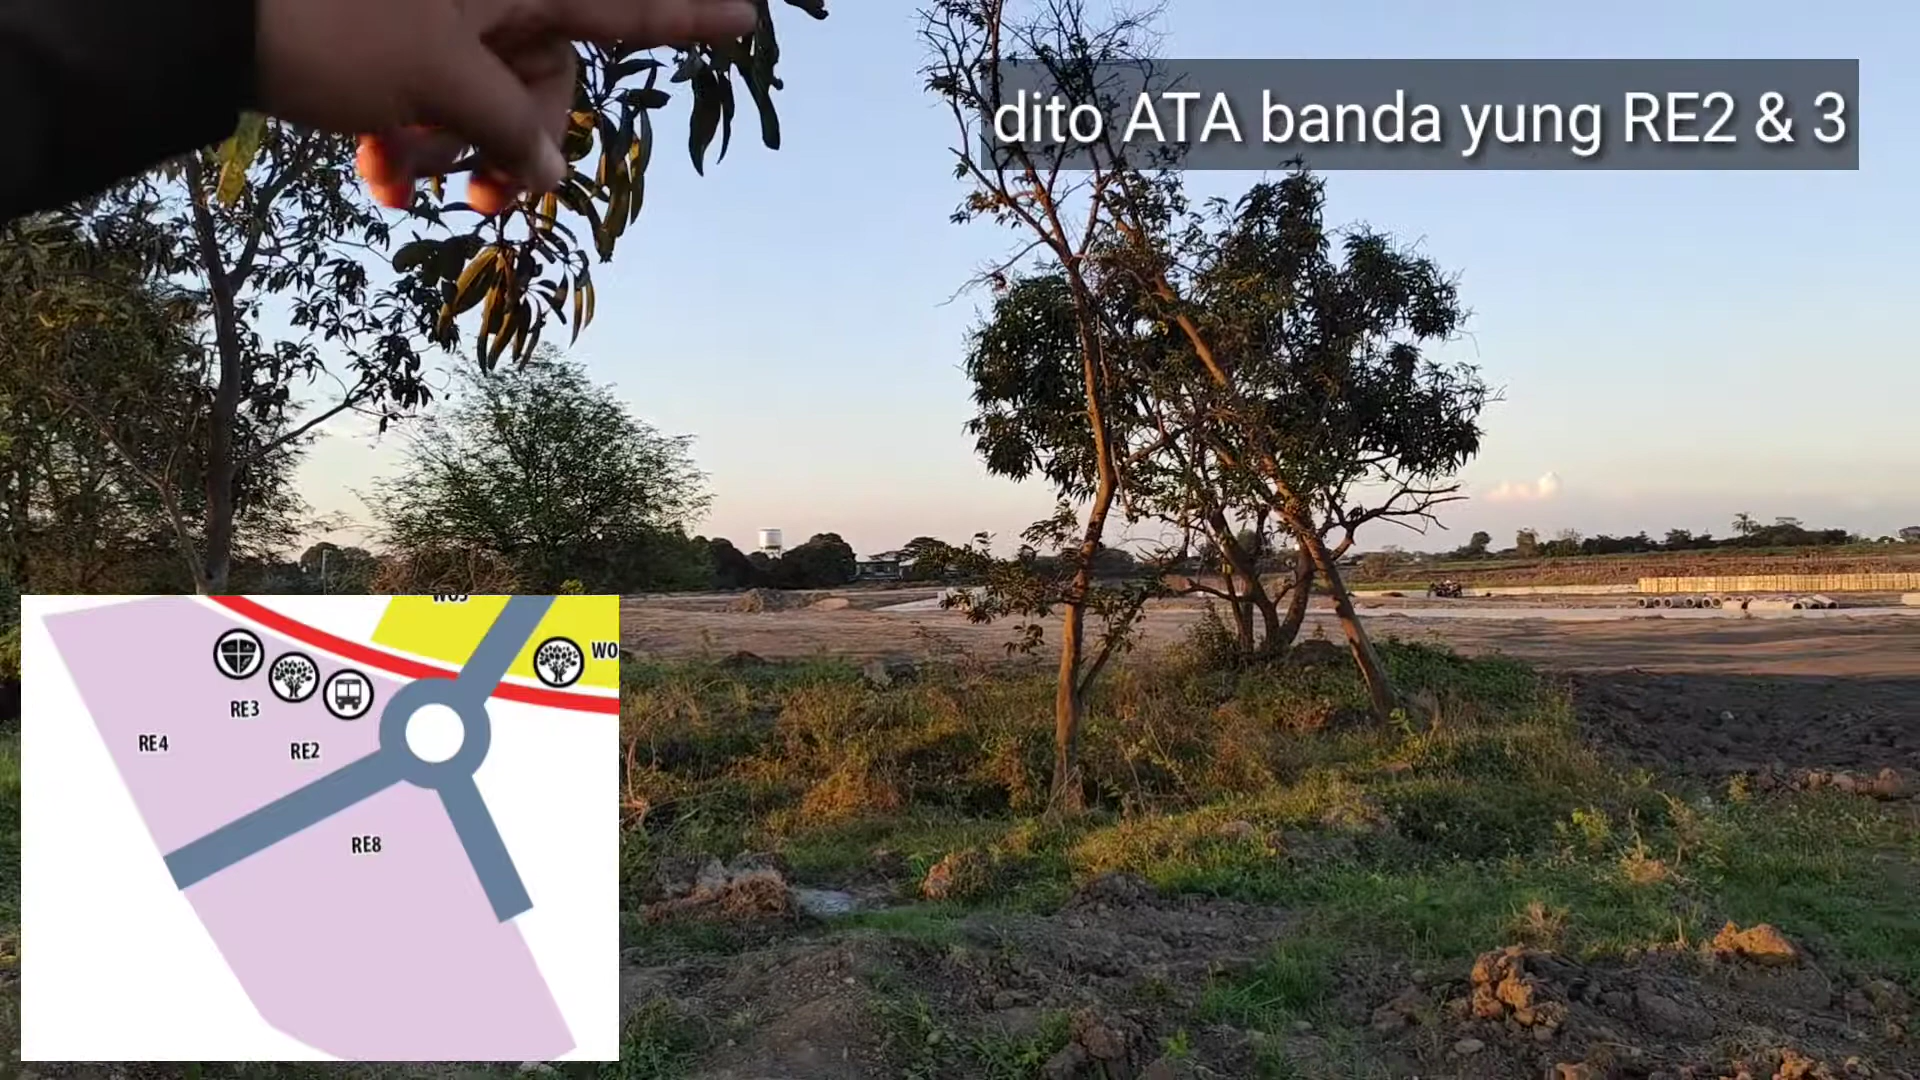 dito ATA banda yung RE2 & 3
RE3
RE4
RE2
RE8